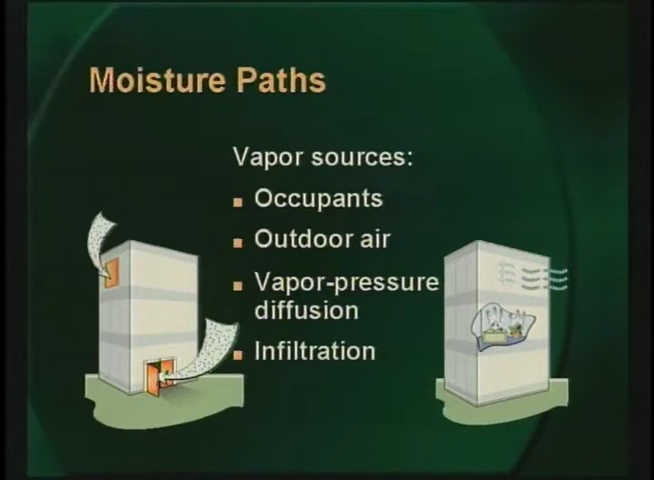 Moisture Paths
Vapor sources:
Occupants
Outdoor air
Vapor-pressure
diffusion
Infiltration